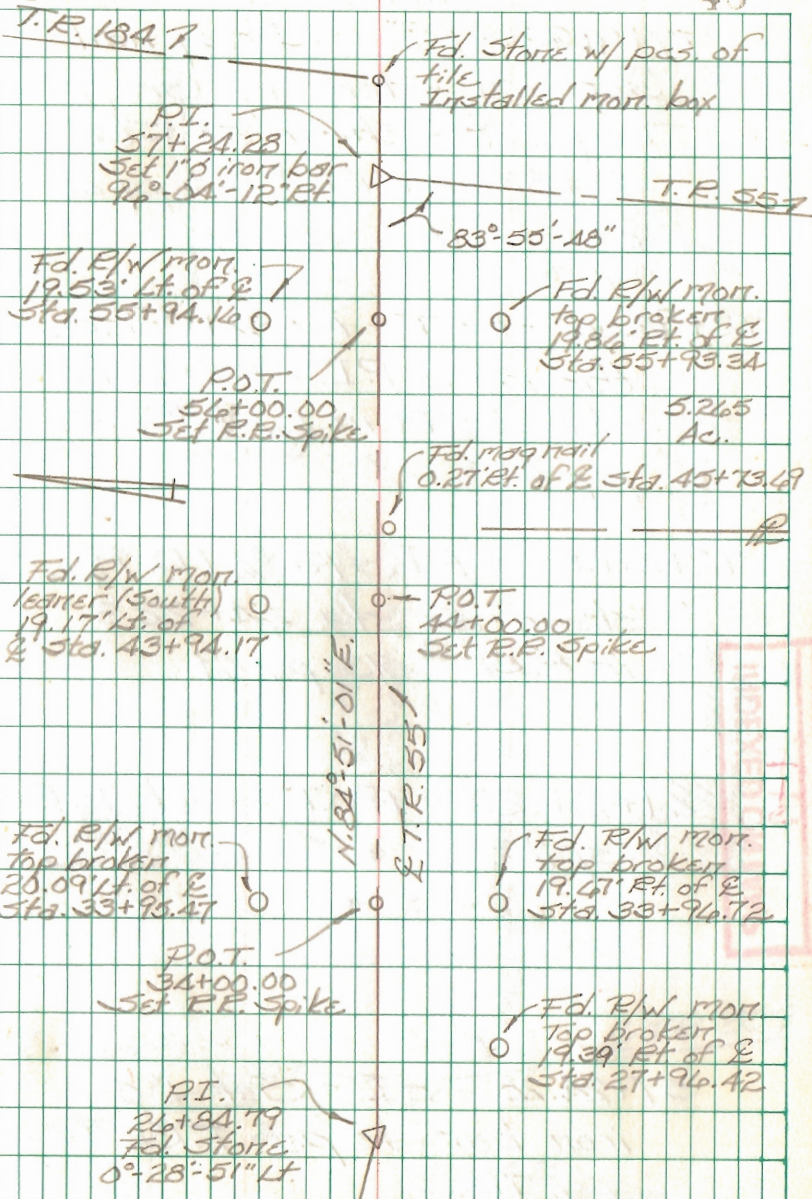 T.R. 184
Fd. Stone w/ pcs. of
tile
Installed mon. box
P.I.
57+24.28
Set 1"ø iron bar
96°-04'-12" Rt.
T.R. 551
83°-55'-48"
Fd. R/W mon.
19.53' Lt. of ℄
Sta. 55+94.16
Fd. R/W mon.
top broken
19.86' Rt. of ℄
Sta. 55+93.34
P.O.T.
56+00.00
Set R.R. Spike
5.265
Ac.
Fd. mag nail
0.27' Rt. of ℄ Sta. 45+73.69
Fd. R/W mon.
leaner (South)
19.17' Lt. of
℄ Sta. 43+94.17
P.O.T.
44+00.00
Set R.R. Spike
N. 84°-51'-01" E.
℄ T.R. 551
Fd. R/W mon.
top broken
20.09' Lt. of ℄
Sta. 33+95.47
Fd. R/W mon.
top broken
19.67' Rt. of ℄
Sta. 33+96.72
P.O.T.
34+00.00
Set R.R. Spike
Fd. R/W mon.
Top broken
19.39' Rt of ℄
Sta. 27+96.42
P.I.
26+84.79
Fd. Stone
0°-28'-51" Lt.